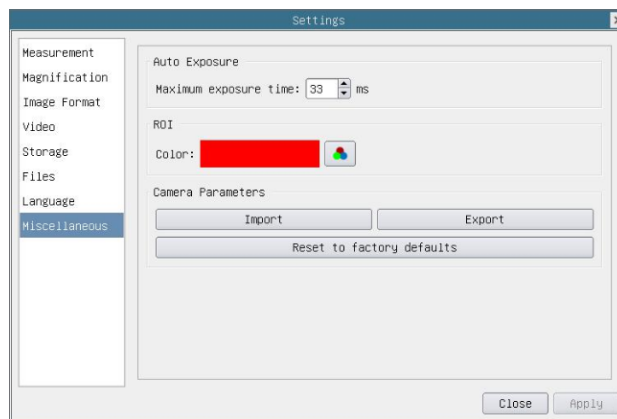 Settings
Measurement
Magnification
Image Format
Video
Storage
Files
Language
Miscellaneous
Auto Exposure
Maximum exposure time: 33 ms
ROI
Color:
Camera Parameters
Import Export
Reset to factory defaults
Close Apply